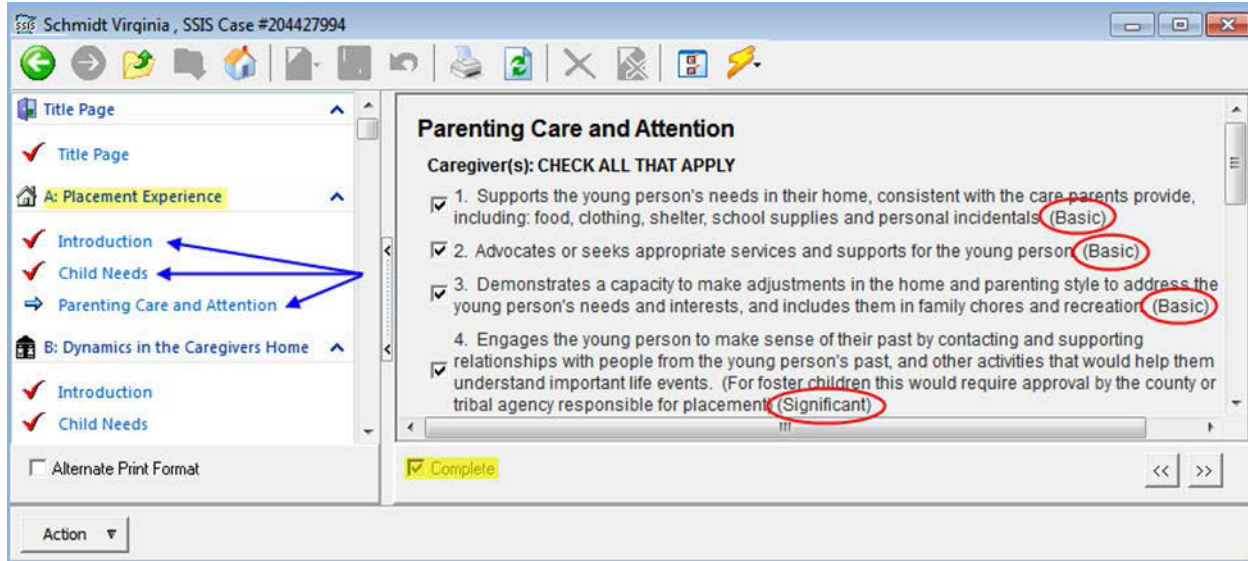 SSIS Schmidt Virginia , SSIS Case #204427994
Title Page
Title Page
A: Placement Experience
Introduction
Child Needs
Parenting Care and Attention
B: Dynamics in the Caregivers Home
Introduction
Child Needs
Alternate Print Format
Parenting Care and Attention
Caregiver(s): CHECK ALL THAT APPLY
1. Supports the young person's needs in their home, consistent with the care parents provide,
including: food, clothing, shelter, school supplies and personal incidentals. (Basic)
2. Advocates or seeks appropriate services and supports for the young person. (Basic)
3. Demonstrates a capacity to make adjustments in the home and parenting style to address the
young person's needs and interests, and includes them in family chores and recreation. (Basic)
4. Engages the young person to make sense of their past by contacting and supporting
relationships with people from the young person's past, and other activities that would help them
understand important life events. (For foster children this would require approval by the county or
tribal agency responsible for placement) (Significant)
Complete
<< >>
Action